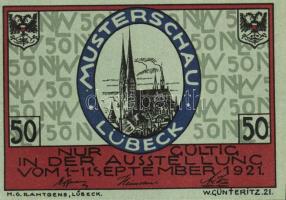 MUSTERSCHAU
LÜBECK
50 50
NUR GÜLTIG
IN DER AUSSTELLUNG
VOM 1-11 SEPTEMBER 1921.
H.G. RAHTGENS, LÜBECK. W. GÜNTERITZ. 21.